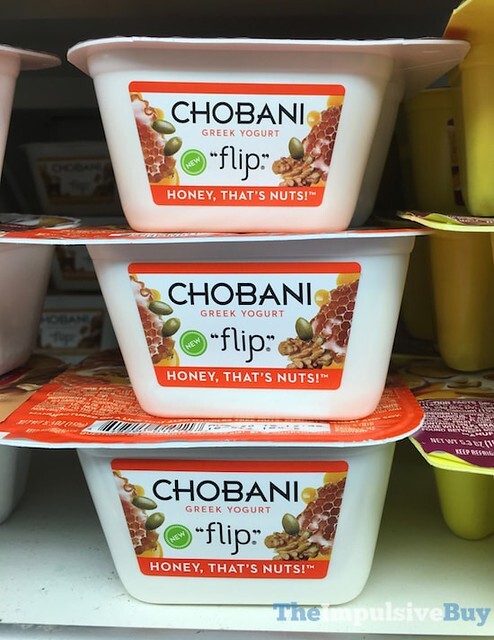 CHOBANI
GREEK YOGURT
NEW
"flip."®
HONEY, THAT'S NUTS!™
CHOBANI
GREEK YOGURT
NEW
"flip."®
HONEY, THAT'S NUTS!™
CHOBANI
GREEK YOGURT
NEW
"flip."®
HONEY, THAT'S NUTS!™
NET WT 5.3 OZ
KEEP REFRIG
TheImpulsiveBuy